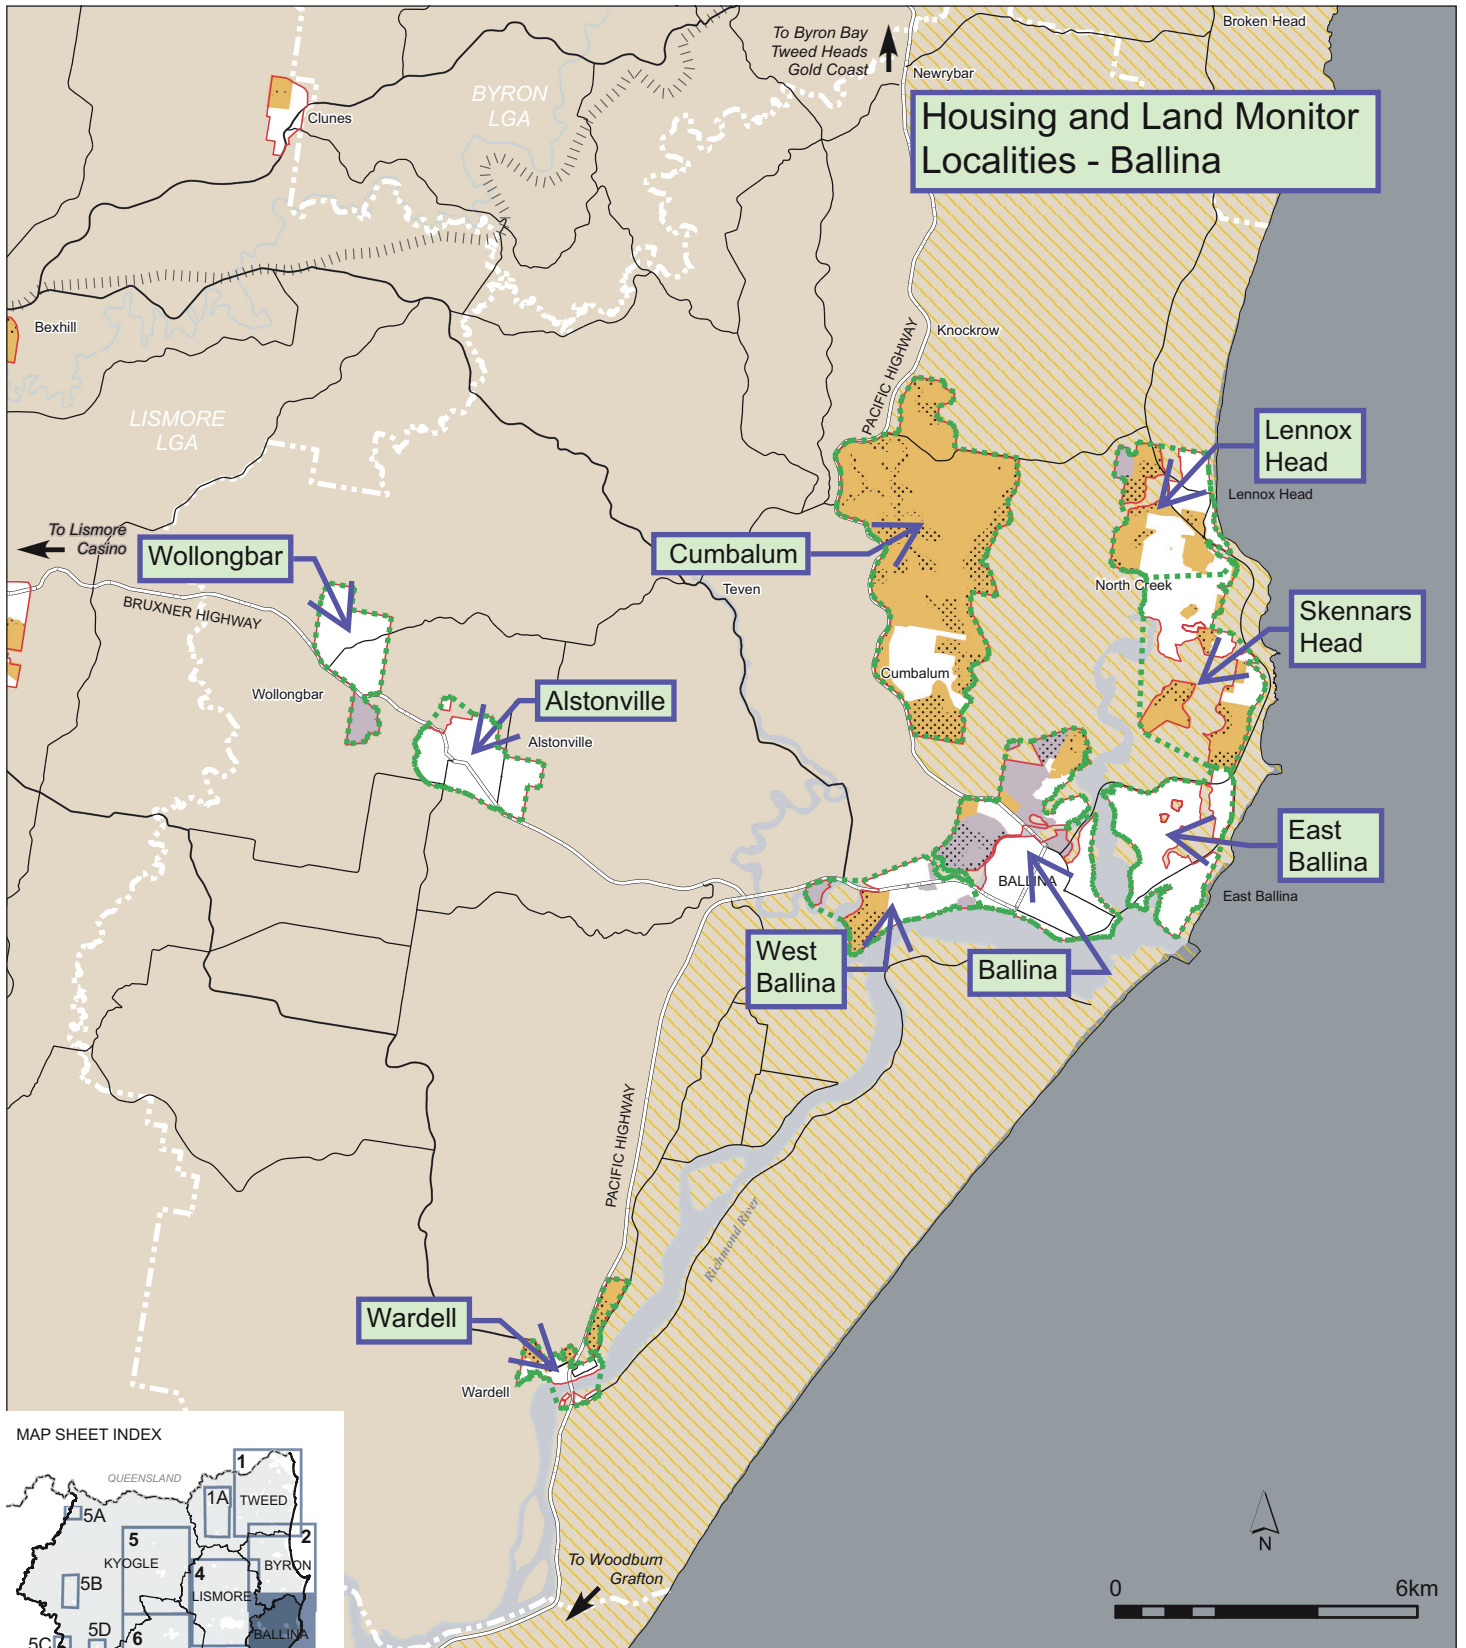 Broken Head
To Byron Bay
Tweed Heads
Gold Coast
Newrybar
BYRON
LGA
Clunes
Housing and Land Monitor
Localities - Ballina
Bexhill
Knockrow
PACIFIC HIGHWAY
LISMORE
LGA
Lennox
Head
Lennox Head
To Lismore
Casino
Wollongbar
Cumbalum
Teven
North Creek
BRUXNER HIGHWAY
Skennars
Head
Wollongbar
Cumbalum
Alstonville
Alstonville
East
Ballina
BALLINA
East Ballina
West
Ballina
Ballina
PACIFIC HIGHWAY
Richmond River
Wardell
Wardell
MAP SHEET INDEX
QUEENSLAND
1
1A
TWEED
5A
5
2
KYOGLE
4
BYRON
5B
LISMORE
5D
6
BALLINA
5C
To Woodburn
Grafton
N
0
6km